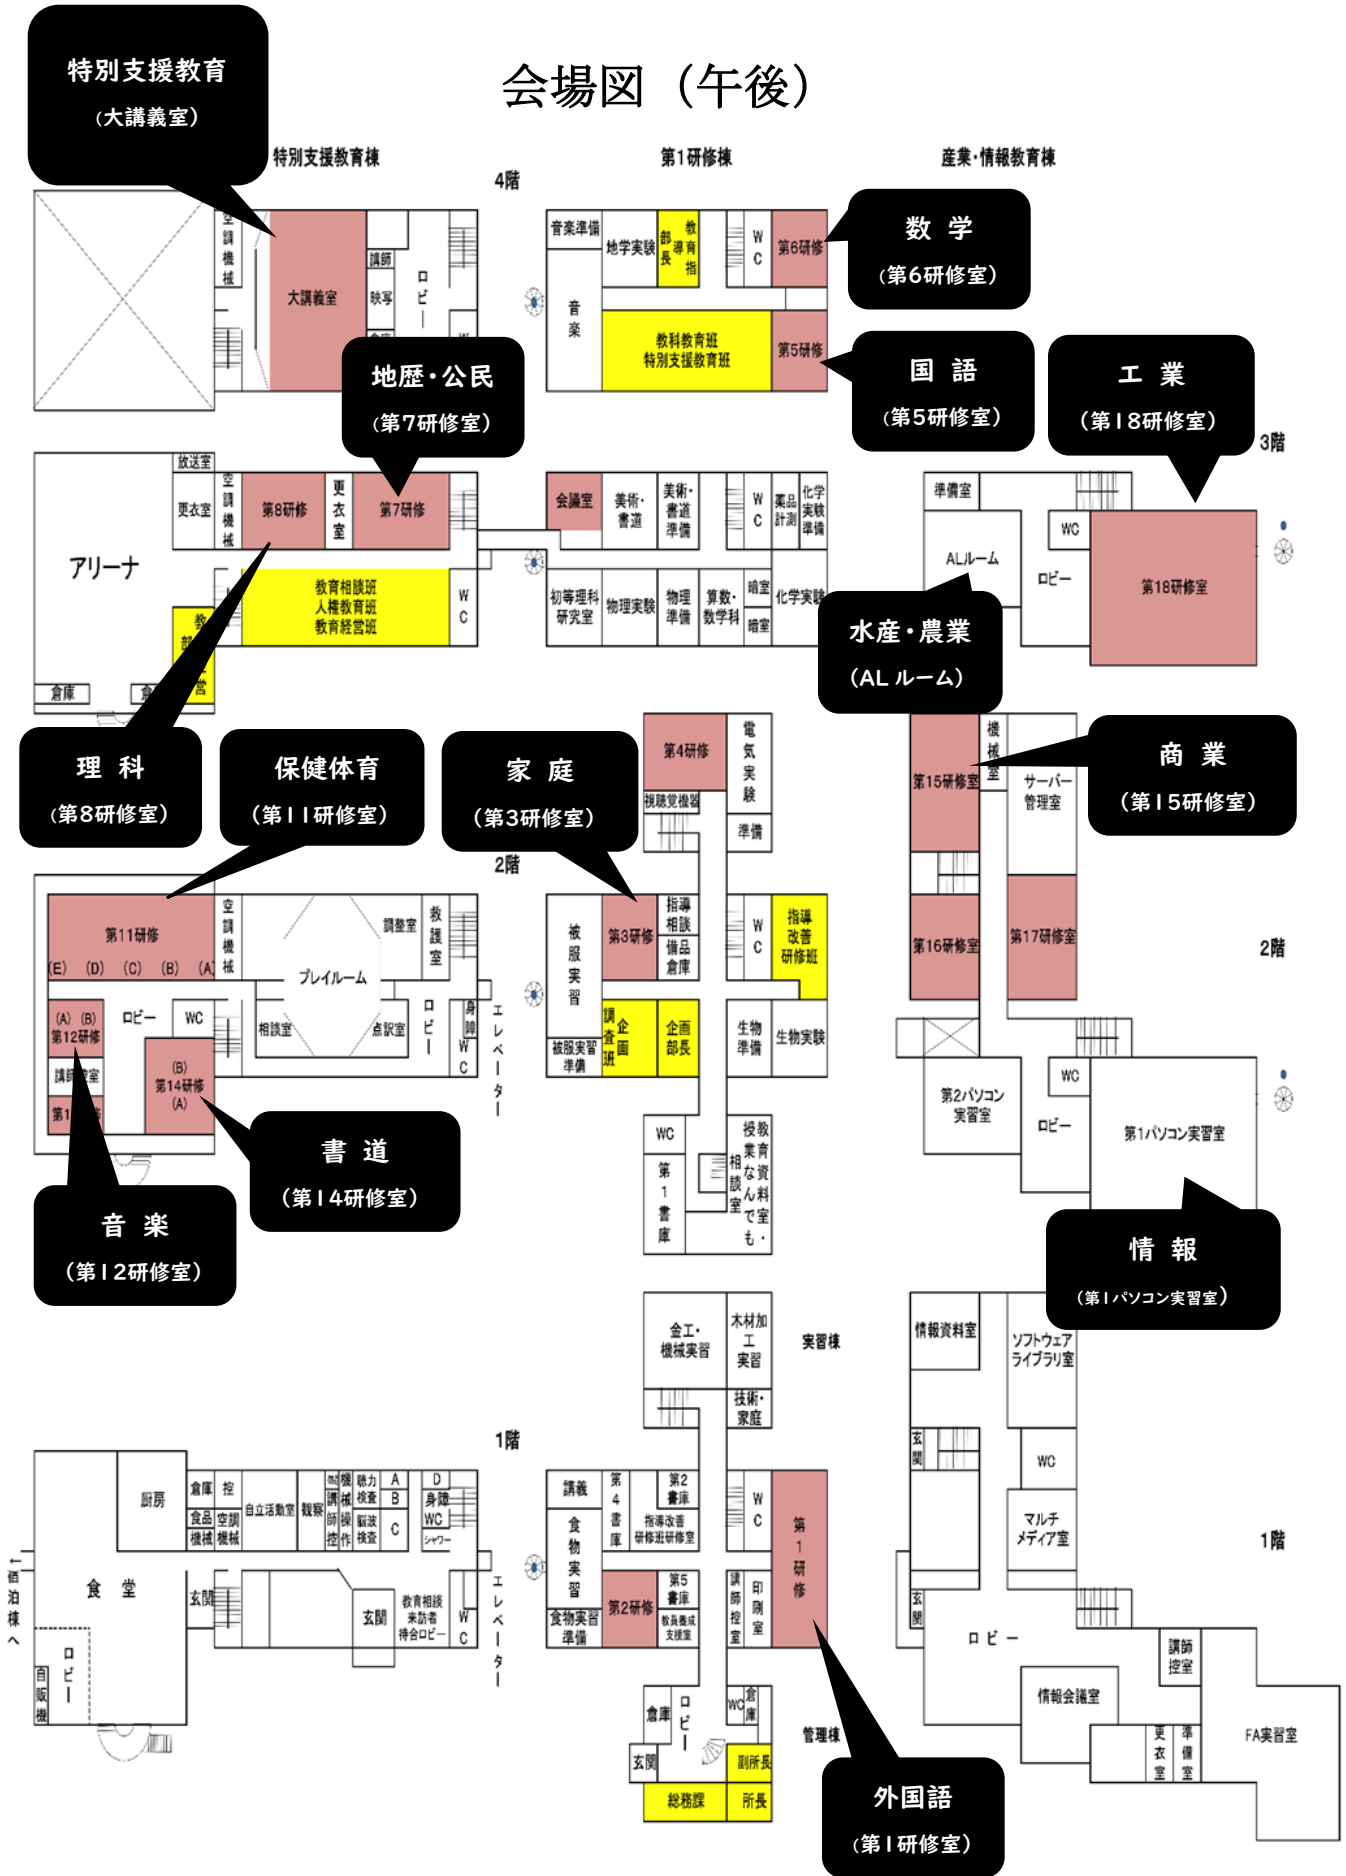 会場図（午後）
特別支援教育
（大講義室）
特別支援教育棟
第1研修棟
産業・情報教育棟
4階
空調機械
大講義室
講師
映写
ロビー
音楽準備
地学実験
教育指導部長
WC
第6研修
音楽
教科教育班
特別支援教育班
第5研修
数 学
（第6研修室）
国 語
（第5研修室）
地歴・公民
（第7研修室）
工 業
（第18研修室）
3階
放送室
更衣室
空調機械
第8研修
更衣室
第7研修
アリーナ
教育相談班
人権教育班
教育経営班
WC
倉庫
会議室
美術・書道
美術・書道準備
WC
薬品計測
化学実験準備
初等理科研究室
物理実験
物理準備
算数・数学科
暗室
暗室
化学実験
準備室
WC
ALルーム
ロビー
第18研修室
水産・農業
（AL ルーム）
理 科
（第8研修室）
保健体育
（第11研修室）
家 庭
（第3研修室）
商 業
（第15研修室）
第4研修
電気実験
視聴覚機器
準備
第15研修室
機械室
サーバー管理室
2階
第11研修
(E) (D) (C) (B) (A)
空調機械
プレイルーム
調整室
救護室
(A) (B)
第12研修
ロビー
WC
相談室
点訳室
ロビー
身障
WC
エレベーター
(B)
第14研修
(A)
被服実習
第3研修
指導相談
備品倉庫
WC
指導改善研修班
被服実習準備
企画調査班
企画部長
生物準備
生物実験
第16研修室
第17研修室
2階
第2パソコン実習室
WC
ロビー
第1パソコン実習室
WC
第1書庫
相談室
教育資料室・
授業なんでも
書 道
（第14研修室）
音 楽
（第12研修室）
情 報
（第1パソコン実習室）
金工・機械実習
木材加工実習
技術・家庭
実習棟
情報資料室
ソフトウェアライブラリ室
玄関
WC
マルチメディア室
1階
厨房
倉庫
控
食品機械
空調機械
自立活動室
観察
講師控
機械操作
聴力検査
脳波検査
A
B
C
D
身障
WC
シャワー
←宿泊棟へ
食 堂
玄関
玄関
教育相談来訪者待合ロビー
WC
エレベーター
ロビー
自販機
講義
第4書庫
第2書庫
指導改善研修班研修室
WC
第1研修
食物実習
食物実習準備
第2研修
第5書庫
教員養成支援室
講師控室
印刷室
1階
玄関
ロビー
講師控室
情報会議室
更衣室
準備室
FA実習室
倉庫
ロビー
WC
倉庫
玄関
副所長
総務課
所長
管理棟
外国語
（第1研修室）